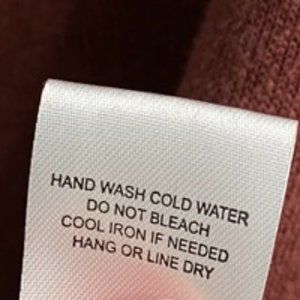 HAND WASH COLD WATER
DO NOT BLEACH
COOL IRON IF NEEDED
HANG OR LINE DRY